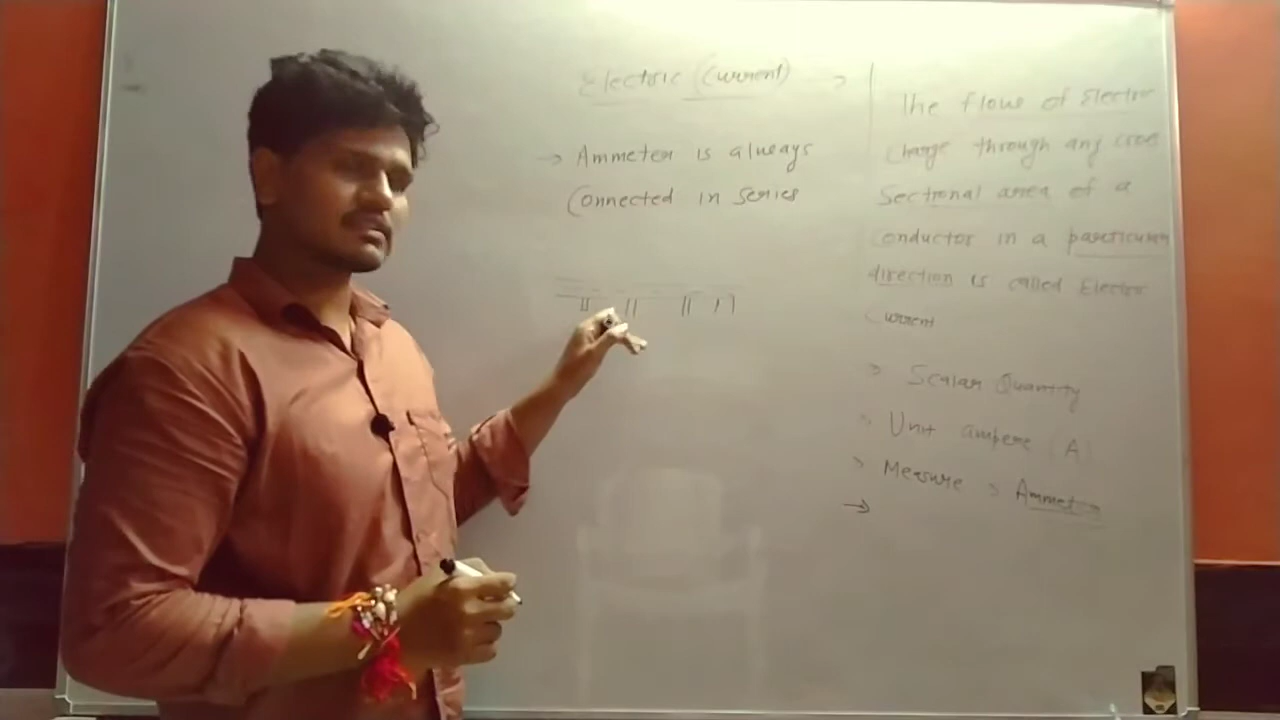 Electric (Current) →
→ Ammeter is always
Connected in series
The flow of Electric
charge through any cross
Sectional area of a
conductor in a particular
direction is called Electric
Current
> Scalar Quantity
> Unit ampere (A)
> Measure > Ammeter
→